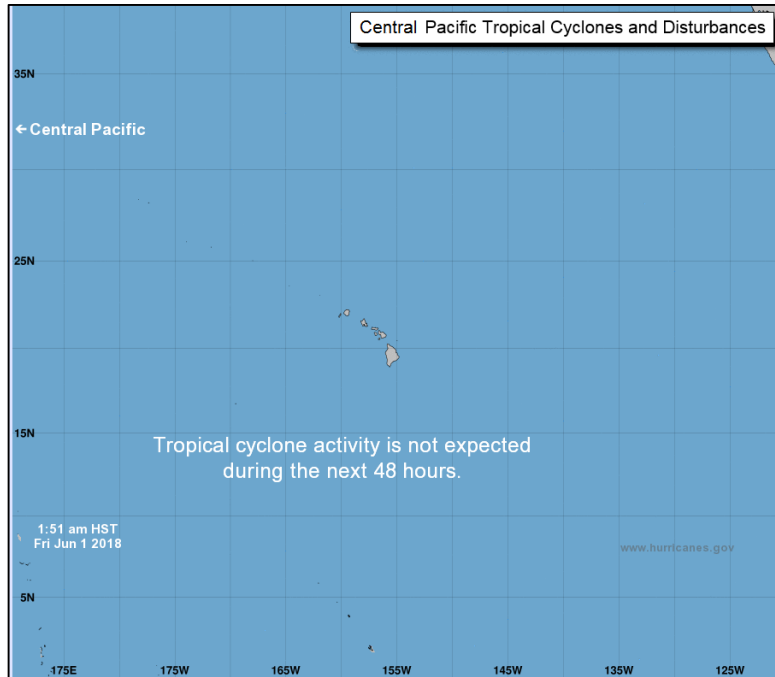 Central Pacific Tropical Cyclones and Disturbances
35N
←Central Pacific
25N
15N
Tropical cyclone activity is not expected
during the next 48 hours.
1:51 am HST
Fri Jun 1 2018
www.hurricanes.gov
5N
175E 175W 165W 155W 145W 135W 125W